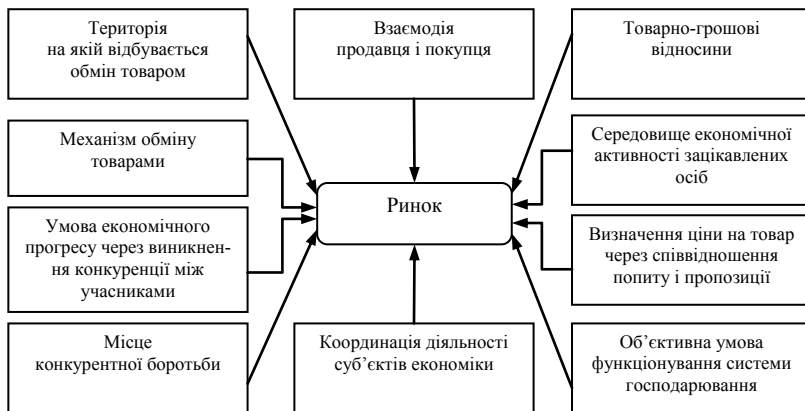 Територія
на якій відбувається
обмін товаром
Взаємодія
продавця і покупця
Товарно-грошові
відносини
Механізм обміну
товарами
Середовище економічної
активності зацікавлених
осіб
Ринок
Умова економічного
прогресу через виникнен-
ня конкуренції між
учасниками
Визначення ціни на товар
через співвідношення
попиту і пропозиції
Місце
конкурентної боротьби
Координація діяльності
суб’єктів економіки
Об’єктивна умова
функціонування системи
господарювання